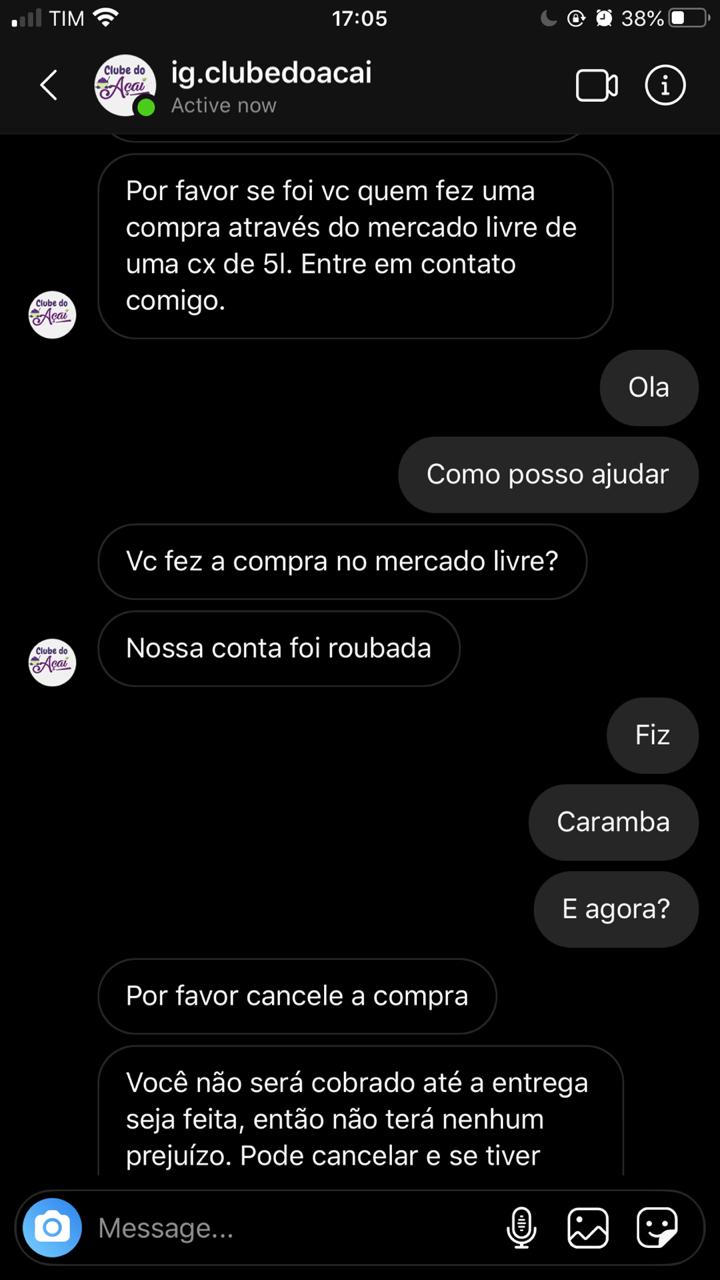 TIM
17:05
38%
Clube do
Açaí
ig.clubedoacai
Active now
Por favor se foi vc quem fez uma
compra através do mercado livre de
uma cx de 5l. Entre em contato
comigo.
Clube do
Açaí
Ola
Como posso ajudar
Vc fez a compra no mercado livre?
Nossa conta foi roubada
Clube do
Açaí
Fiz
Caramba
E agora?
Por favor cancele a compra
Você não será cobrado até a entrega
seja feita, então não terá nenhum
prejuízo. Pode cancelar e se tiver
Message...